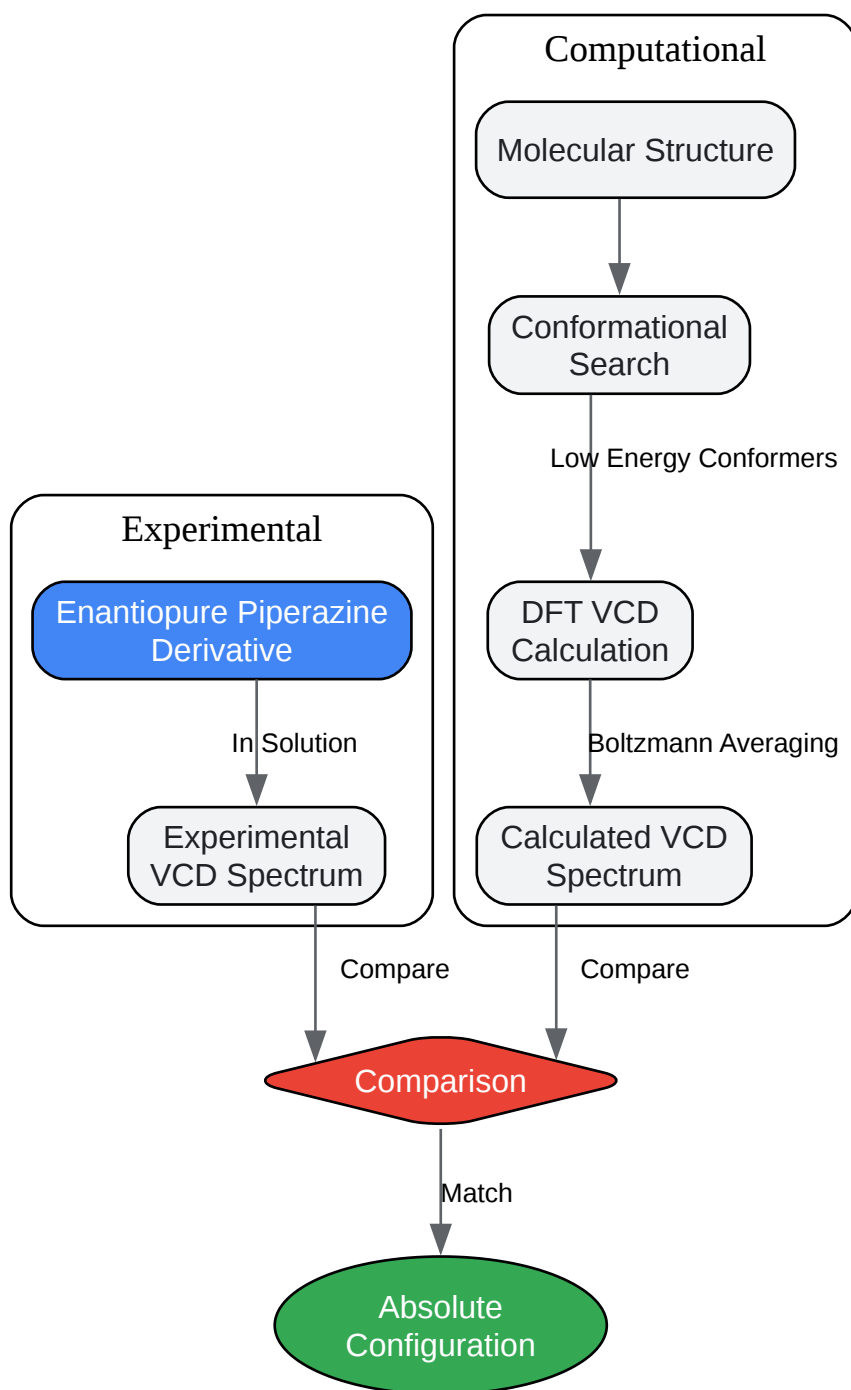 Computational
Molecular Structure
Conformational
Search
Low Energy Conformers
Experimental
Enantiopure Piperazine
Derivative
DFT VCD
Calculation
In Solution
Boltzmann Averaging
Experimental
VCD Spectrum
Calculated VCD
Spectrum
Compare
Compare
Comparison
Match
Absolute
Configuration